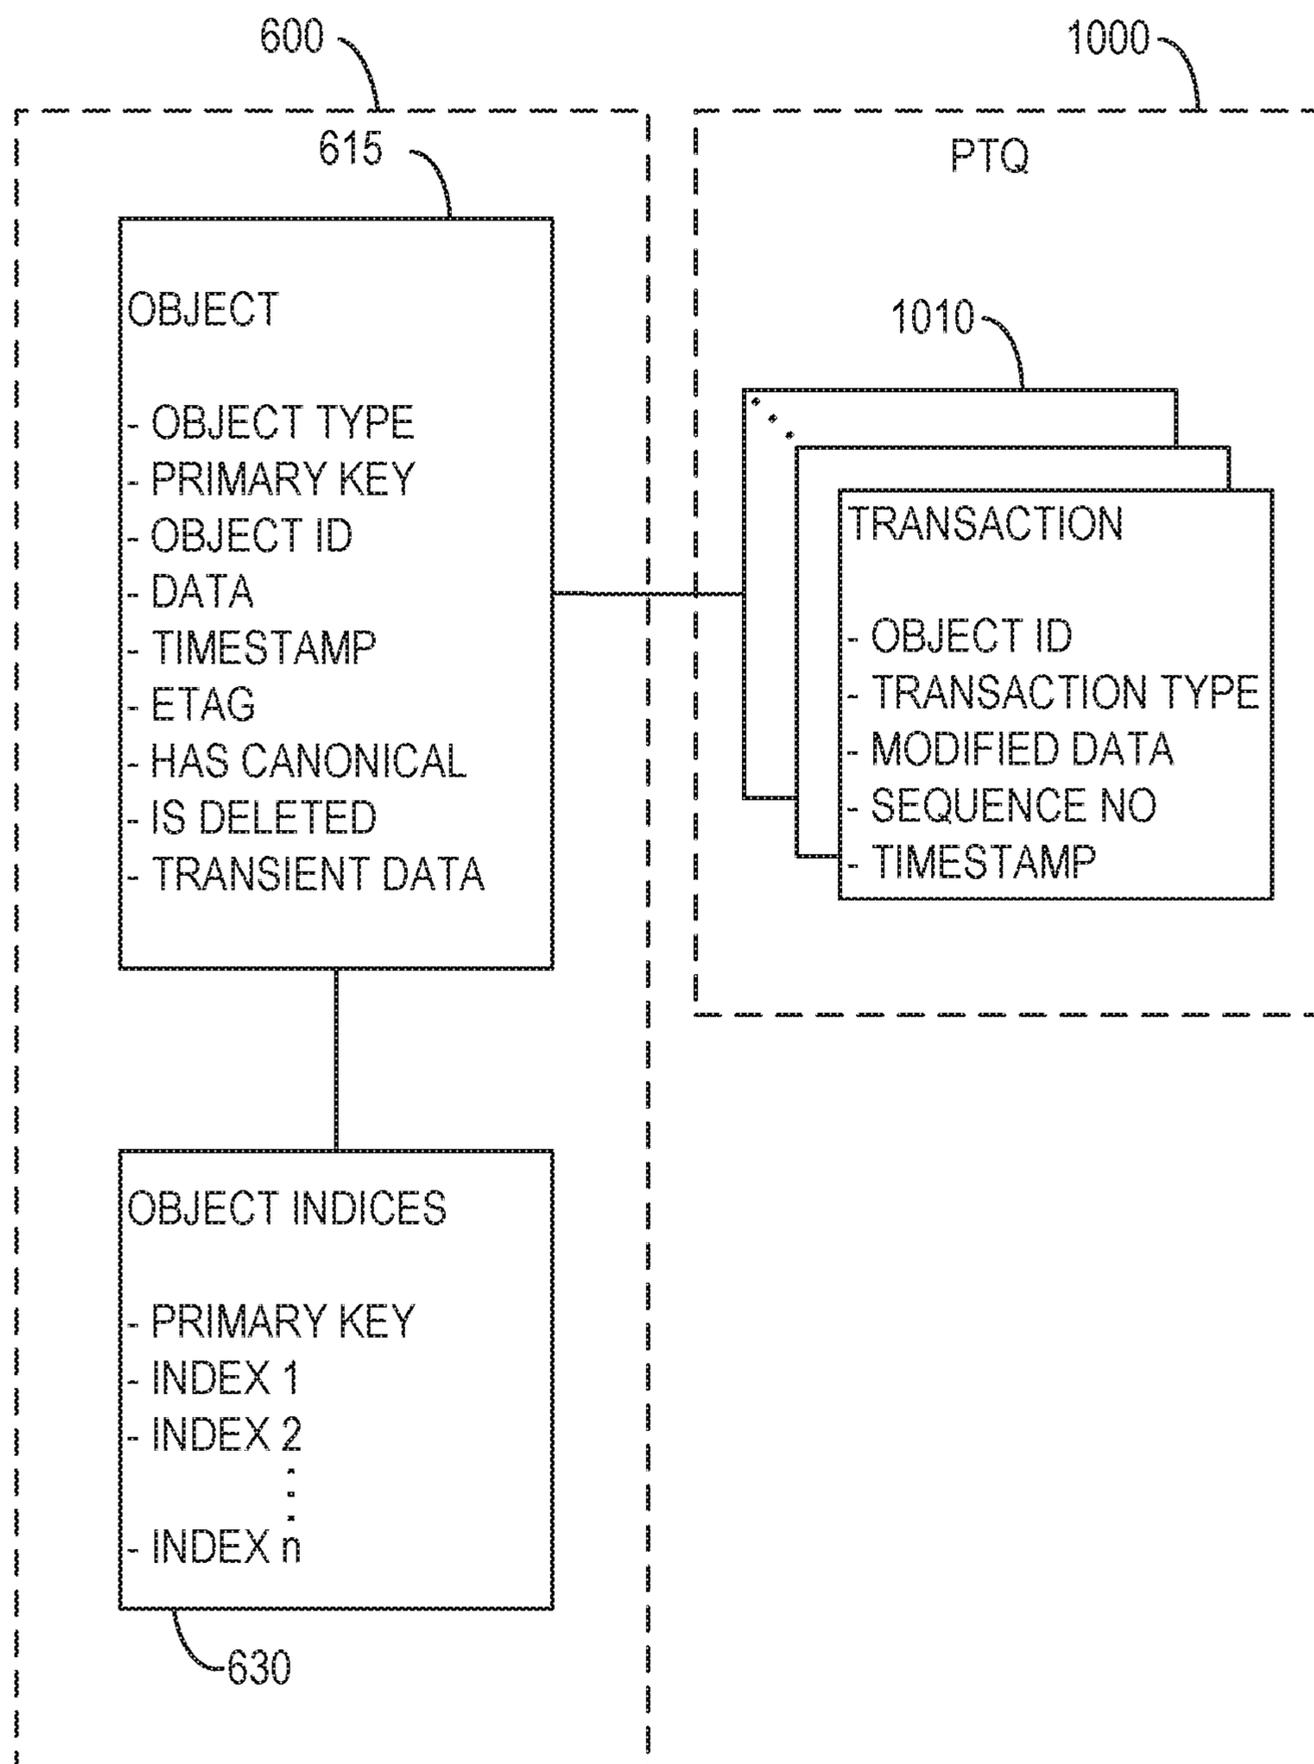 600
615
OBJECT
- OBJECT TYPE
- PRIMARY KEY
- OBJECT ID
- DATA
- TIMESTAMP
- ETAG
- HAS CANONICAL
- IS DELETED
- TRANSIENT DATA
OBJECT INDICES
- PRIMARY KEY
- INDEX 1
- INDEX 2
- INDEX n
630
1000
PTQ
1010
TRANSACTION
- OBJECT ID
- TRANSACTION TYPE
- MODIFIED DATA
- SEQUENCE NO
- TIMESTAMP